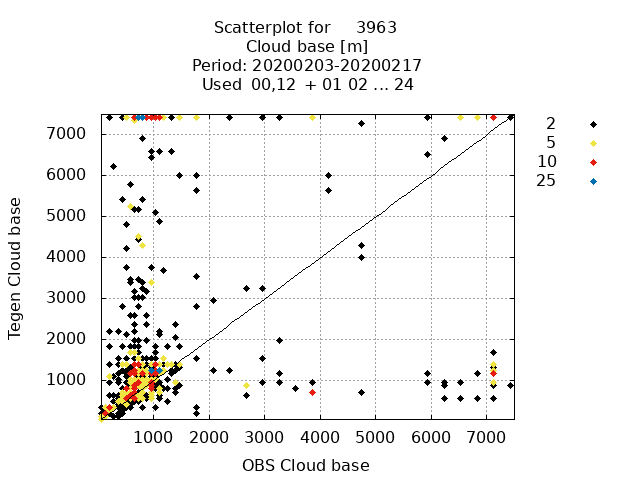 Scatterplot for 3963
Cloud base [m]
Period: 20200203-20200217
Used 00,12 + 01 02 ... 24
2
5
10
25
7000
6000
5000
4000
3000
2000
1000
Tegen Cloud base
1000 2000 3000 4000 5000 6000 7000
OBS Cloud base